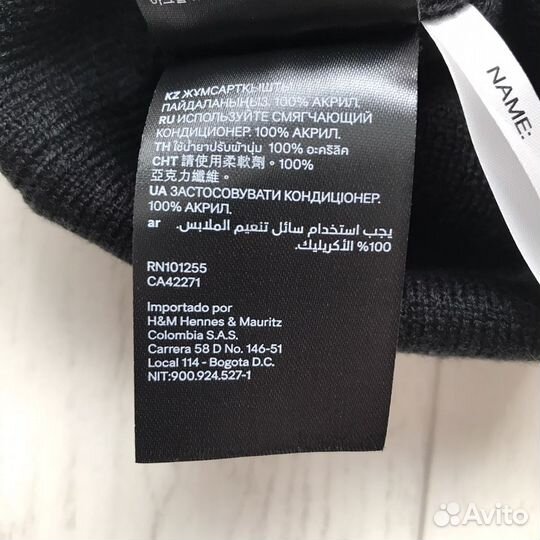 KZ ЖҰМСАРТҚЫШТЫ
ПАЙДАЛАНЫҢЫЗ. 100% АКРИЛ.
RU ИСПОЛЬЗУЙТЕ СМЯГЧАЮЩИЙ
КОНДИЦИОНЕР. 100% АКРИЛ.
TH ใช้น้ำยาปรับผ้านุ่ม 100% อะคริลิค
CHT 請使用柔軟劑。100%
亞克力纖維。
UA ЗАСТОСОВУВАТИ КОНДИЦІОНЕР.
100% АКРИЛ.
ar يجب استخدام سائل تنعيم الملابس.
100% الأكريليك.
RN101255
CA42271
Importado por
H&M Hennes & Mauritz
Colombia S.A.S.
Carrera 58 D No. 146-51
Local 114 - Bogota D.C.
NIT:900.924.527-1
NAME:
Avito